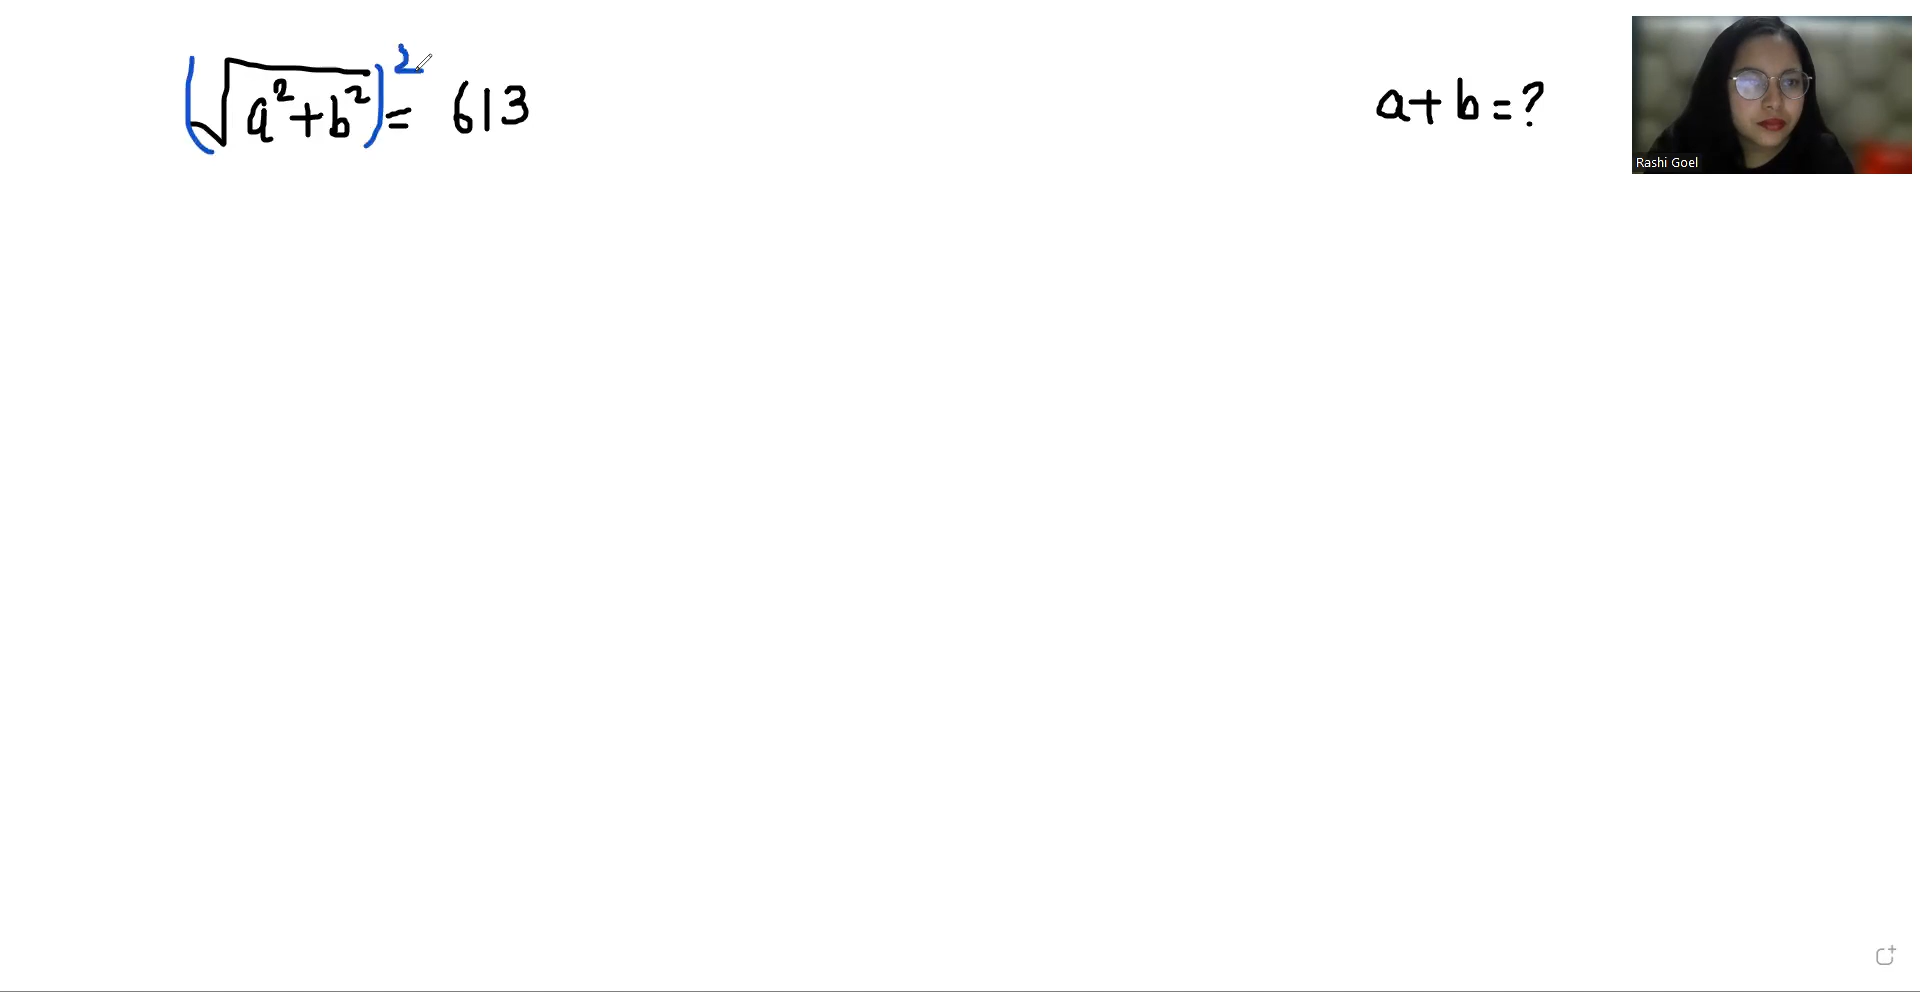 (√(a²+b²))² = 613
a+b=?
Rashi Goel